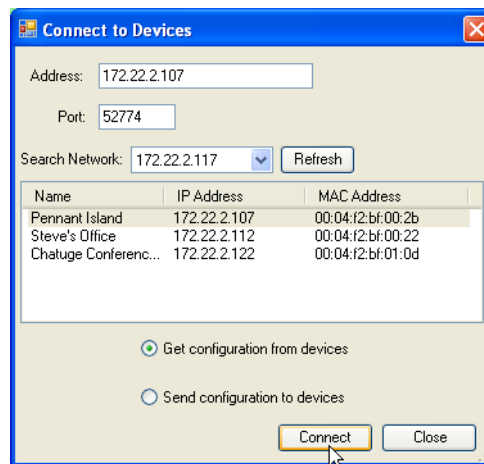 Connect to Devices
Address: 172.22.2.107
Port: 52774
Search Network: 172.22.2.117 Refresh
Name IP Address MAC Address
Pennant Island 172.22.2.107 00:04:f2:bf:00:2b
Steve's Office 172.22.2.112 00:04:f2:bf:00:22
Chatuge Conferenc... 172.22.2.122 00:04:f2:bf:01:0d
Get configuration from devices
Send configuration to devices
Connect Close